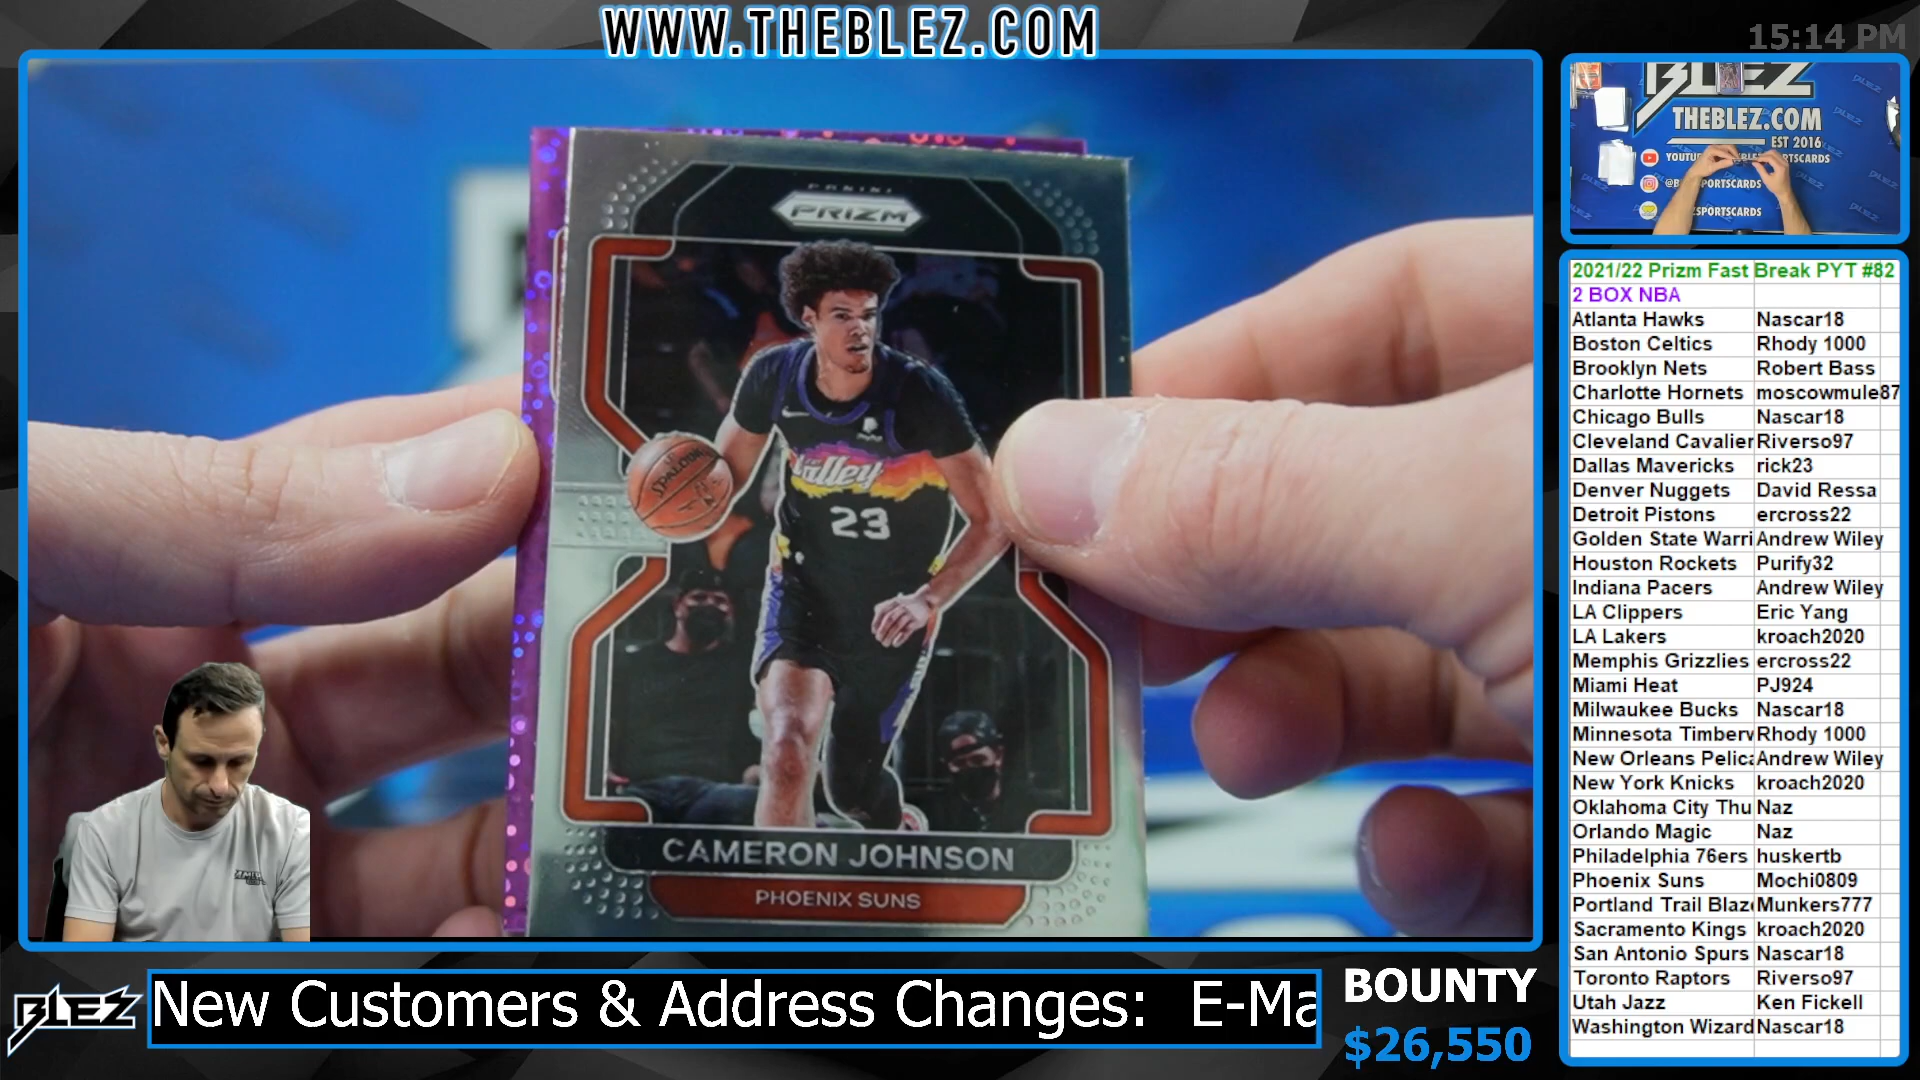 WWW.THEBLEZ.COM
15:14 PM
PANINI
PRIZM
SPALDING
Valley
23
CAMERON JOHNSON
PHOENIX SUNS
BLEZ
THEBLEZ.COM
EST 2016
2021/22 Prizm Fast Break PYT #82
2 BOX NBA
Atlanta Hawks Nascar18
Boston Celtics Rhody 1000
Brooklyn Nets Robert Bass
Charlotte Hornets moscowmule87
Chicago Bulls Nascar18
Cleveland Cavalier Riverso97
Dallas Mavericks rick23
Denver Nuggets David Ressa
Detroit Pistons ercross22
Golden State Warri Andrew Wiley
Houston Rockets Purify32
Indiana Pacers Andrew Wiley
LA Clippers Eric Yang
LA Lakers kroach2020
Memphis Grizzlies ercross22
Miami Heat PJ924
Milwaukee Bucks Nascar18
Minnesota Timberv Rhody 1000
New Orleans Pelica Andrew Wiley
New York Knicks kroach2020
Oklahoma City Thu Naz
Orlando Magic Naz
Philadelphia 76ers huskertb
Phoenix Suns Mochi0809
Portland Trail Blaze Munkers777
Sacramento Kings kroach2020
San Antonio Spurs Nascar18
Toronto Raptors Riverso97
Utah Jazz Ken Fickell
Washington Wizard Nascar18
BLEZ
New Customers & Address Changes: E-Ma
BOUNTY
$26,550